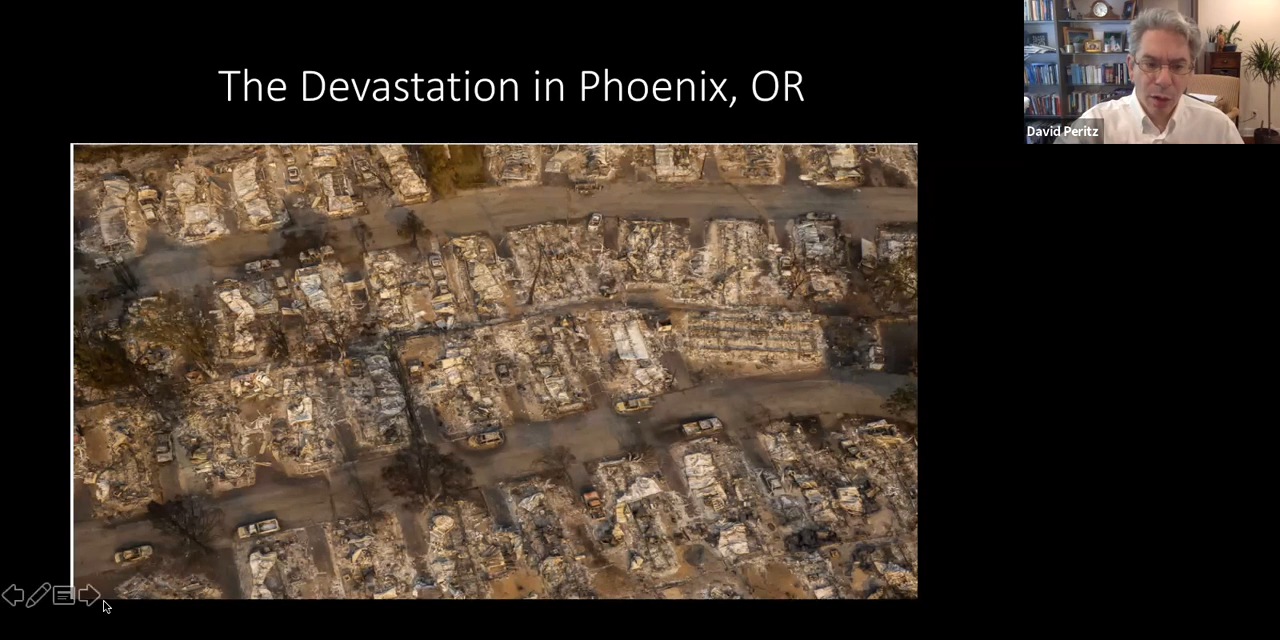 The Devastation in Phoenix, OR
David Peritz